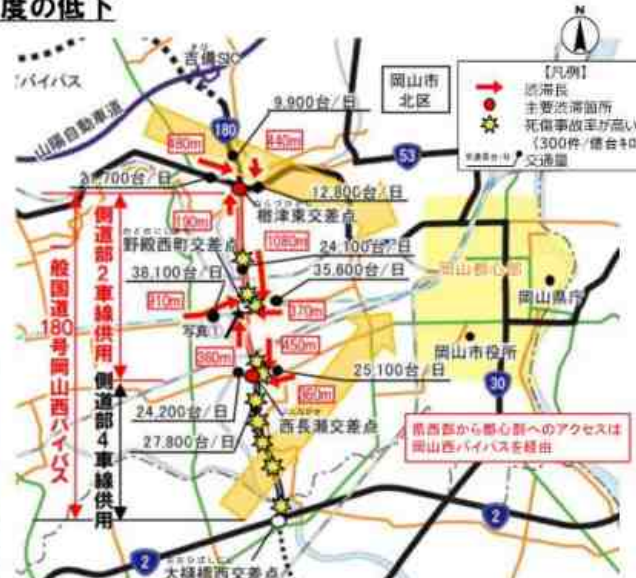 度の低下
吉備SIC
バイパス
山陽自動車道
岡山市
北区
【凡例】
渋滞長
主要渋滞箇所
死傷事故率が高い
(300件/億台キロ
交通量
N
180
9,900台/日
480m
440m
53
12,800台/日
楢津東交差点
190m
野殿西町交差点
1080m
24,100台/日
38,100台/日
35,600台/日
810m
370m
写真①
岡山都心部
岡山県庁
岡山市役所
380m
450m
25,100台/日
24,200台/日
西長瀬交差点
27,800台/日
30
県西部から都心部へのアクセスは
岡山西バイパスを経由
一般国道180号岡山西バイパス
側道部2車線供用
側道部4車線供用
2
2
大樋橋西交差点